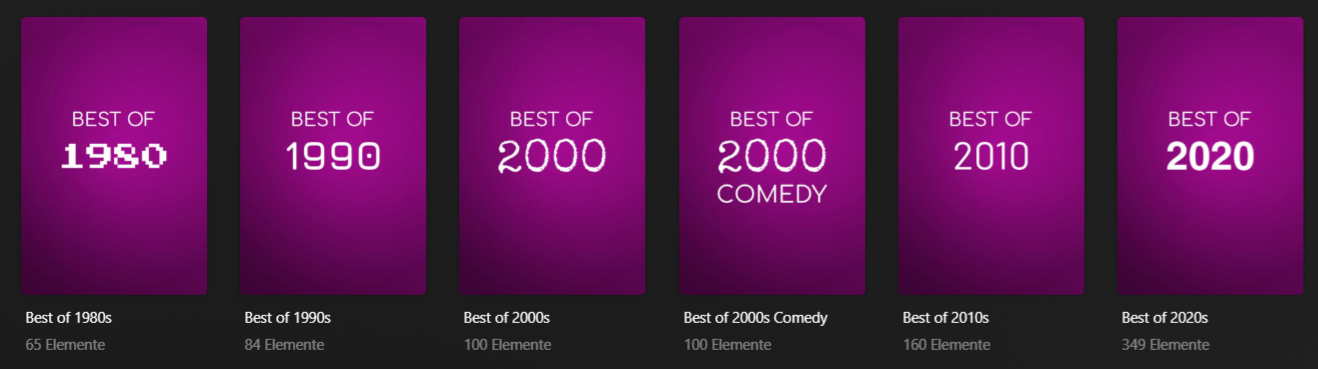 BEST OF
1980
Best of 1980s
65 Elemente
BEST OF
1990
Best of 1990s
84 Elemente
BEST OF
2000
Best of 2000s
100 Elemente
BEST OF
2000
COMEDY
Best of 2000s Comedy
100 Elemente
BEST OF
2010
Best of 2010s
160 Elemente
BEST OF
2020
Best of 2020s
349 Elemente